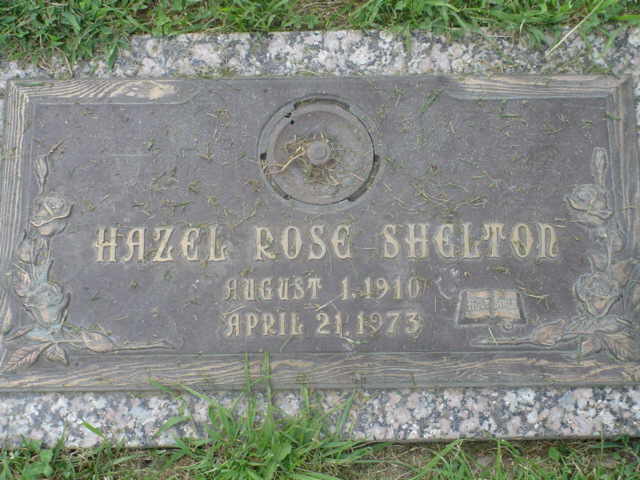 HAZEL ROSE SHELTON
AUGUST 1, 1910
APRIL 21, 1973